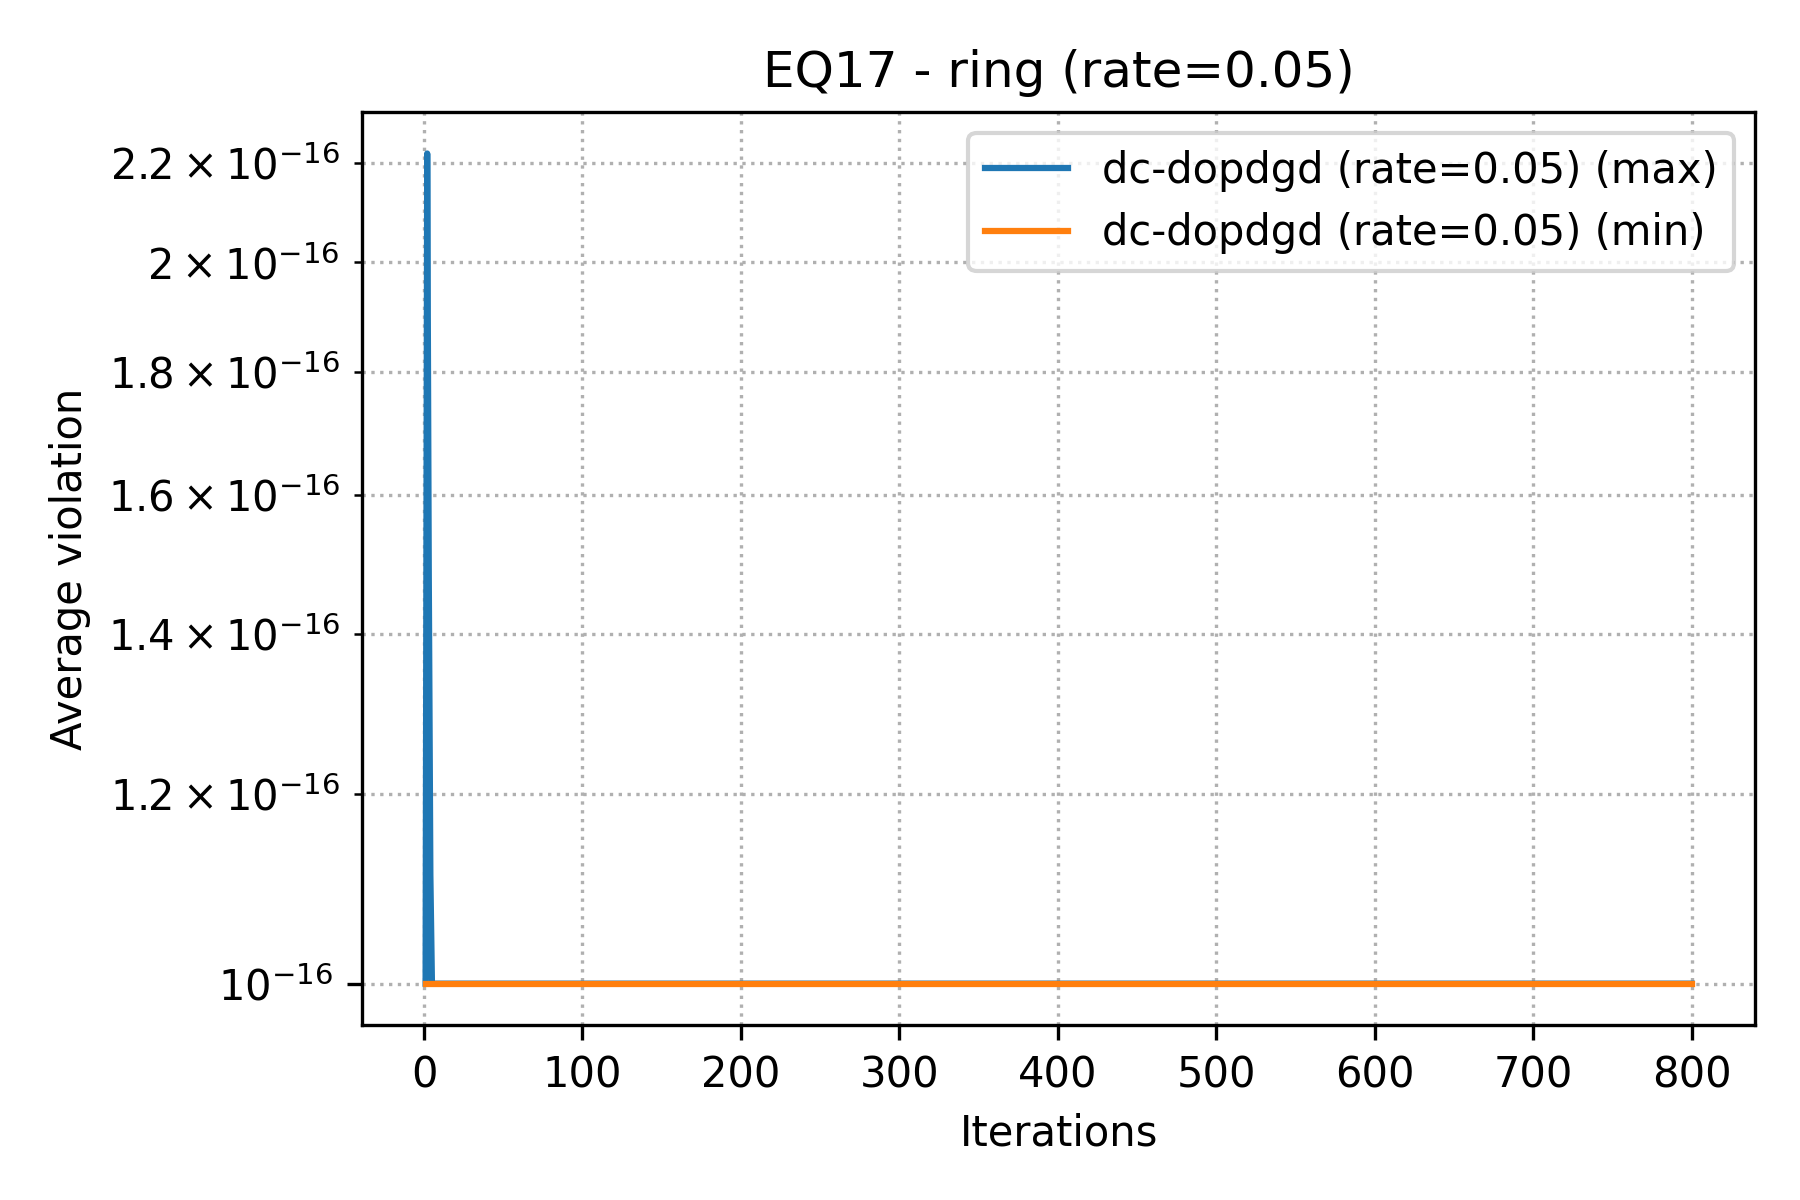 EQ17 - ring (rate=0.05)
dc-dopdgd (rate=0.05) (max)
dc-dopdgd (rate=0.05) (min)
Average violation
2.2 × 10⁻¹⁶
2 × 10⁻¹⁶
1.8 × 10⁻¹⁶
1.6 × 10⁻¹⁶
1.4 × 10⁻¹⁶
1.2 × 10⁻¹⁶
10⁻¹⁶
0 100 200 300 400 500 600 700 800
Iterations